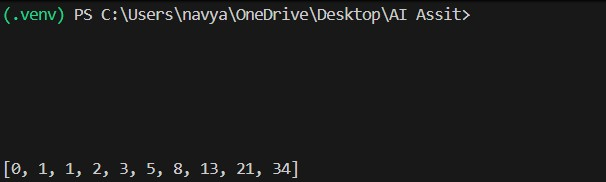 (.venv) PS C:\Users\navya\OneDrive\Desktop\AI Assit>
[0, 1, 1, 2, 3, 5, 8, 13, 21, 34]